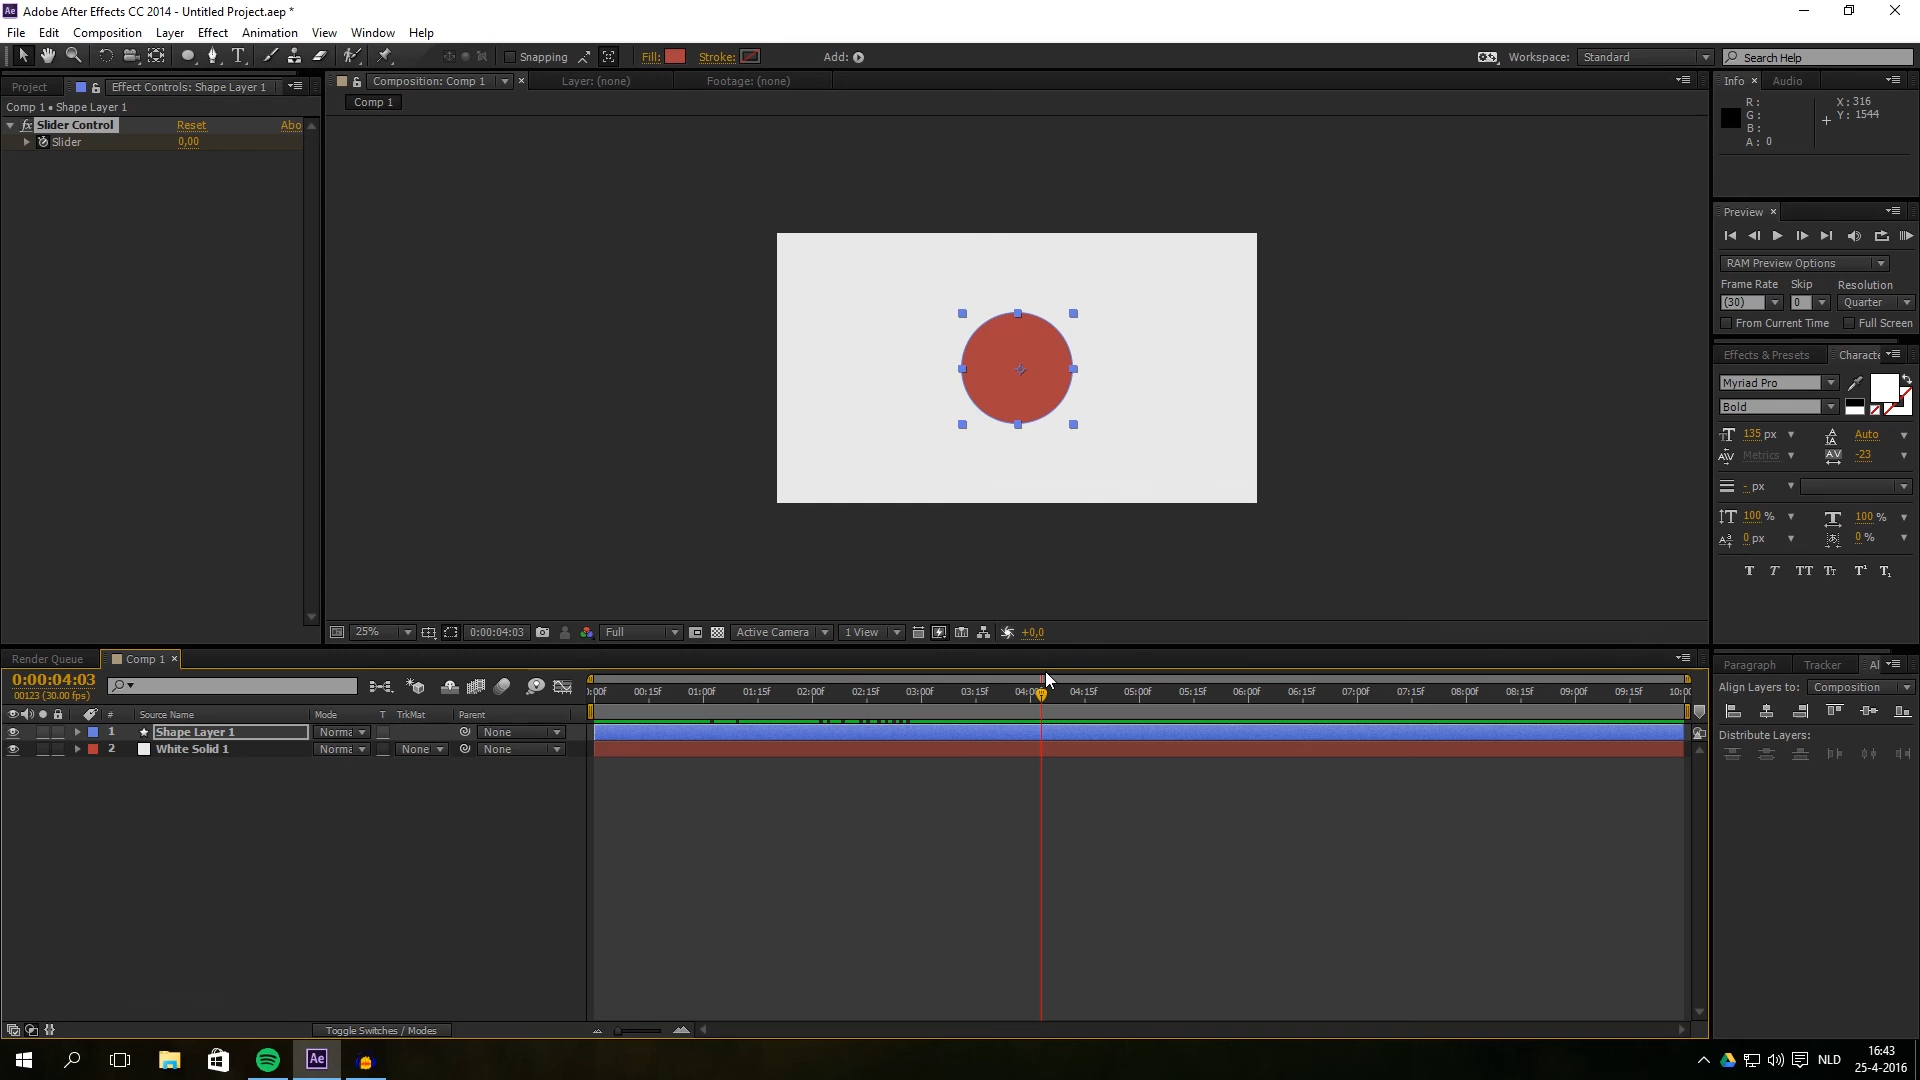 Adobe After Effects CC 2014 - Untitled Project.aep *
File Edit Composition Layer Effect Animation View Window Help
Snapping Fill: Stroke: Add: Workspace: Standard Search Help
Project Effect Controls: Shape Layer 1 Composition: Comp 1 Layer: (none) Footage: (none)
Comp 1 • Shape Layer 1
Comp 1
fx Slider Control Reset Abo
Slider 0,00
Info Audio
R: X: 316
G: Y: 1544
B:
A: 0
Preview
RAM Preview Options
Frame Rate Skip Resolution
(30) 0 Quarter
From Current Time Full Screen
Effects & Presets Characte
Myriad Pro
Bold
135 px Auto
Metrics -23
- px
100 % 100 %
0 px 0 %
25% 0:00:04:03 Full Active Camera 1 View +0,0
Render Queue Comp 1
0:00:04:03
00123 (30.00 fps)
:00f 00:15f 01:00f 01:15f 02:00f 02:15f 03:00f 03:15f 04:00f 04:15f 05:00f 05:15f 06:00f 06:15f 07:00f 07:15f 08:00f 08:15f 09:00f 09:15f 10:0
# Source Name Mode T TrkMat Parent
1 Shape Layer 1 Norma None
2 White Solid 1 Norma None None
Toggle Switches / Modes
Paragraph Tracker Al
Align Layers to: Composition
Distribute Layers:
Ae NLD 16:43
25-4-2016